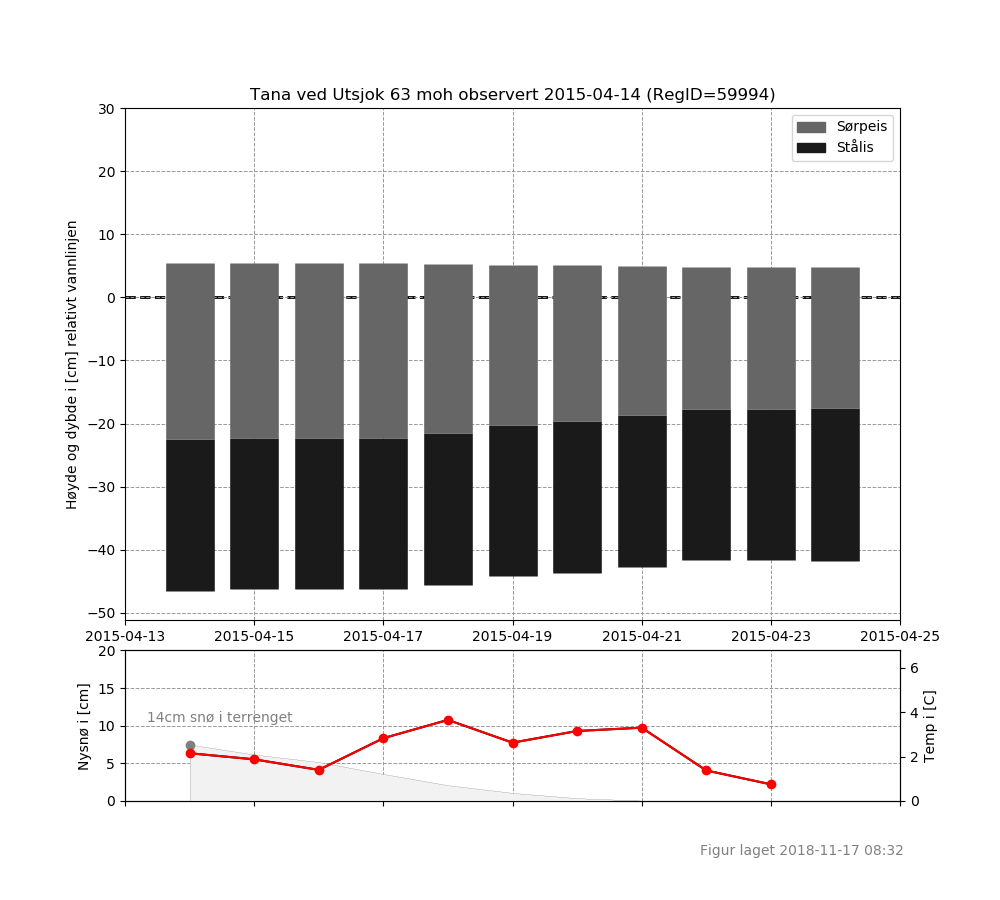 Tana ved Utsjok 63 moh observert 2015-04-14 (RegID=59994)
Sørpeis
Stålis
Høyde og dybde i [cm] relativt vannlinjen
30
20
10
0
−10
−20
−30
−40
−50
2015-04-13 2015-04-15 2015-04-17 2015-04-19 2015-04-21 2015-04-23 2015-04-25
Nysnø i [cm]
20
15
10
5
0
14cm snø i terrenget
6
4
2
0
Temp i [C]
Figur laget 2018-11-17 08:32